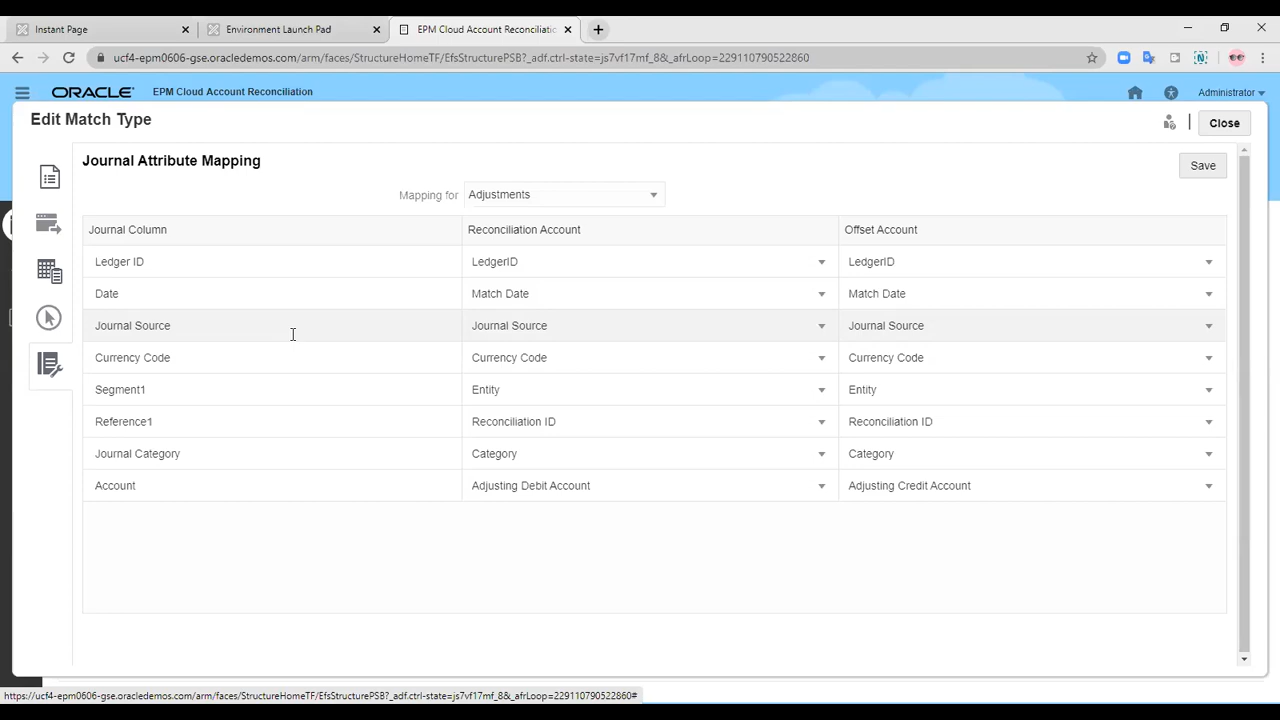 Instant Page
Environment Launch Pad
EPM Cloud Account Reconciliatio
ucf4-epm0606-gse.oracledemos.com/arm/faces/StructureHomeTF/EfsStructurePSB?_adf.ctrl-state=js7vf17mf_8&_afrLoop=229110790522860
ORACLE
EPM Cloud Account Reconciliation
Administrator
Edit Match Type
Close
Journal Attribute Mapping
Save
Mapping for Adjustments
Journal Column Reconciliation Account Offset Account
Ledger ID LedgerID LedgerID
Date Match Date Match Date
Journal Source Journal Source Journal Source
Currency Code Currency Code Currency Code
Segment1 Entity Entity
Reference1 Reconciliation ID Reconciliation ID
Journal Category Category Category
Account Adjusting Debit Account Adjusting Credit Account
https://ucf4-epm0606-gse.oracledemos.com/arm/faces/StructureHomeTF/EfsStructurePSB?_adf.ctrl-state=js7vf17mf_8&_afrLoop=229110790522860#